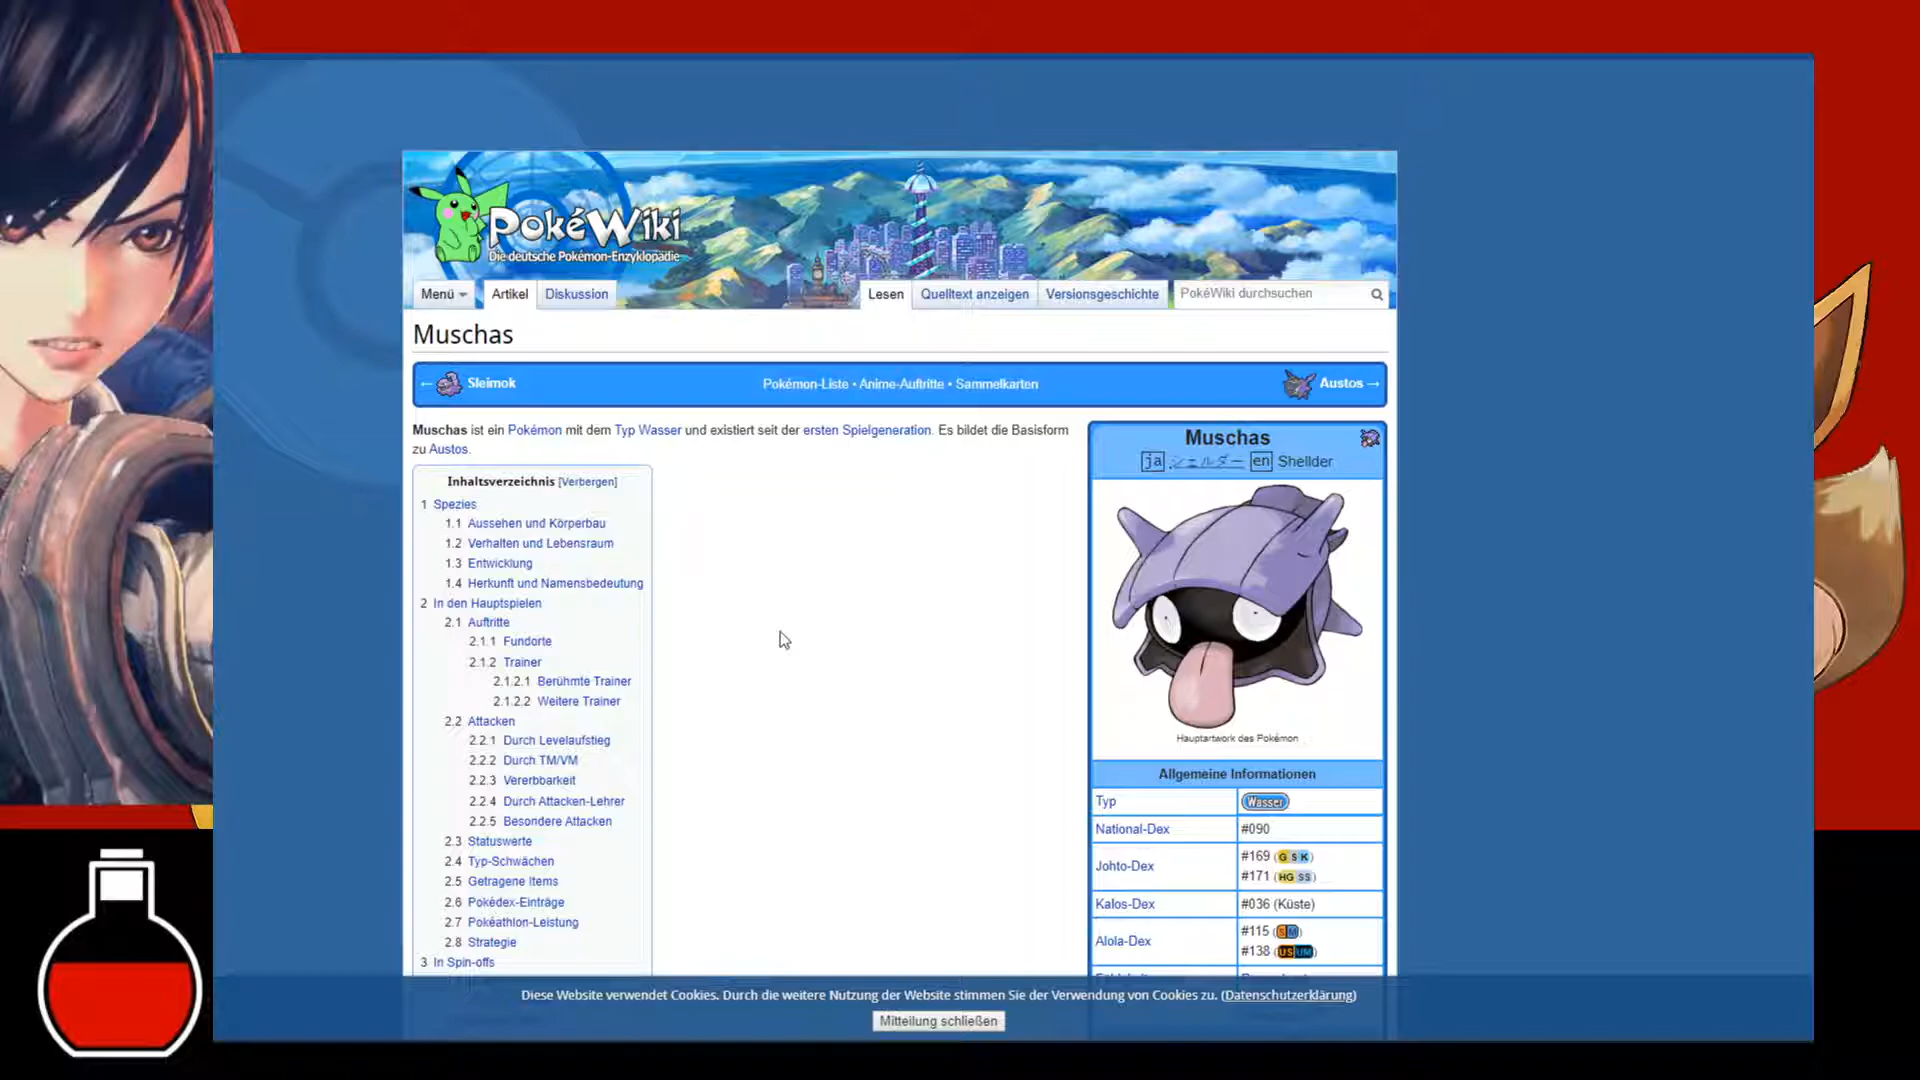 PokéWiki
Die deutsche Pokémon-Enzyklopädie
Menü Artikel Diskussion Lesen Quelltext anzeigen Versionsgeschichte PokéWiki durchsuchen
Muschas
← Sleimok Pokémon-Liste • Anime-Auftritte • Sammelkarten Austos →
Muschas ist ein Pokémon mit dem Typ Wasser und existiert seit der ersten Spielgeneration. Es bildet die Basisform
zu Austos.
Inhaltsverzeichnis [Verbergen]
1 Spezies
1.1 Aussehen und Körperbau
1.2 Verhalten und Lebensraum
1.3 Entwicklung
1.4 Herkunft und Namensbedeutung
2 In den Hauptspielen
2.1 Auftritte
2.1.1 Fundorte
2.1.2 Trainer
2.1.2.1 Berühmte Trainer
2.1.2.2 Weitere Trainer
2.2 Attacken
2.2.1 Durch Levelaufstieg
2.2.2 Durch TM/VM
2.2.3 Vererbbarkeit
2.2.4 Durch Attacken-Lehrer
2.2.5 Besondere Attacken
2.3 Statuswerte
2.4 Typ-Schwächen
2.5 Getragene Items
2.6 Pokédex-Einträge
2.7 Pokéathlon-Leistung
2.8 Strategie
3 In Spin-offs
Muschas
ja シェルダー en Shellder
Hauptartwork des Pokémon
Allgemeine Informationen
Typ Wasser
National-Dex #090
Johto-Dex #169 (G S K)
#171 (HG SS)
Kalos-Dex #036 (Küste)
Alola-Dex #115 (S M)
#138 (US UM)
Diese Website verwendet Cookies. Durch die weitere Nutzung der Website stimmen Sie der Verwendung von Cookies zu. (Datenschutzerklärung)
Mitteilung schließen